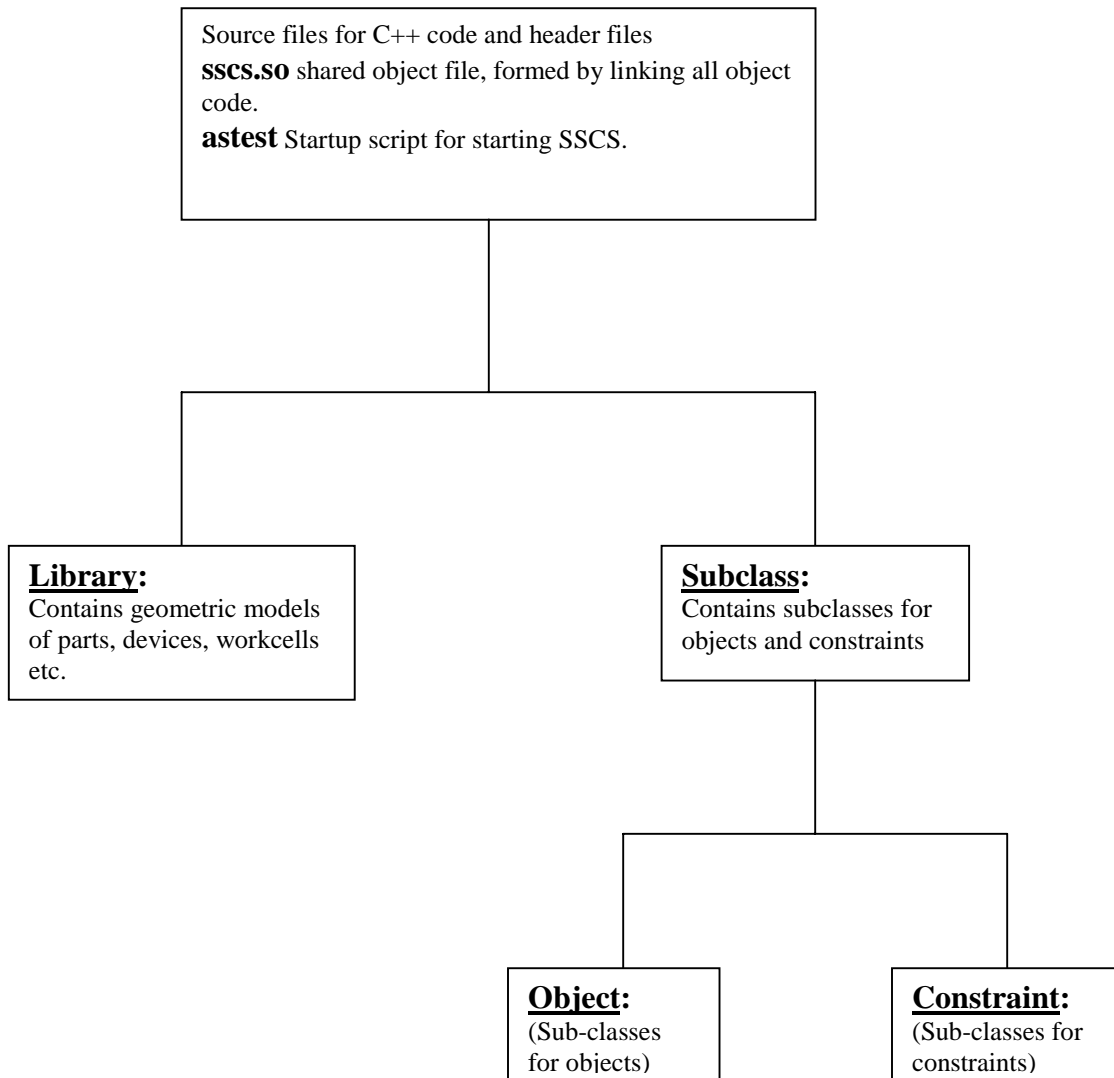 Source files for C++ code and header files
sscs.so shared object file, formed by linking all object
code.
astest Startup script for starting SSCS.
Library:
Contains geometric models
of parts, devices, workcells
etc.
Subclass:
Contains subclasses for
objects and constraints
Object:
(Sub-classes
for objects)
Constraint:
(Sub-classes for
constraints)